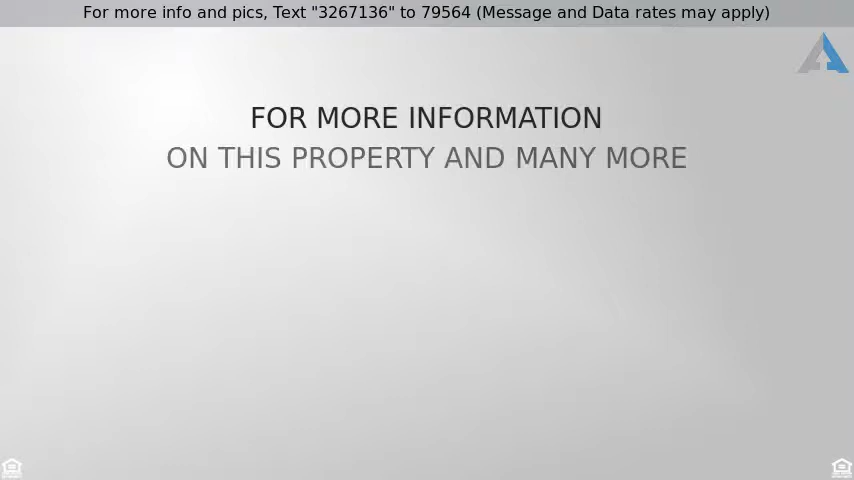 For more info and pics, Text "3267136" to 79564 (Message and Data rates may apply)
FOR MORE INFORMATION
ON THIS PROPERTY AND MANY MORE